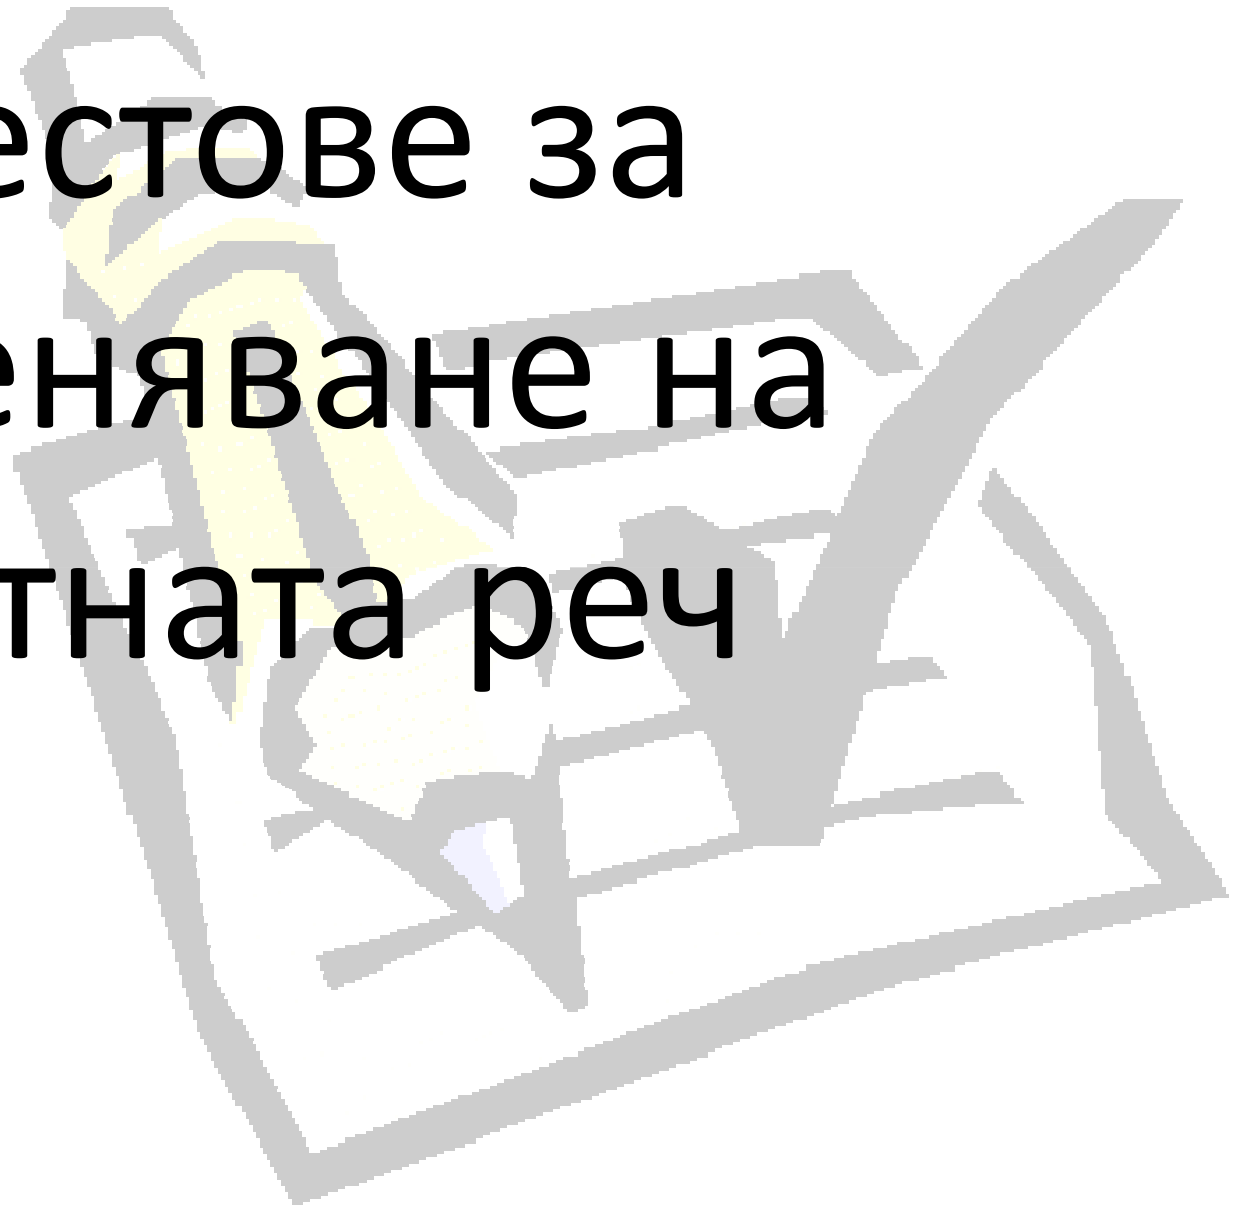 естове за
еняване на
тната реч